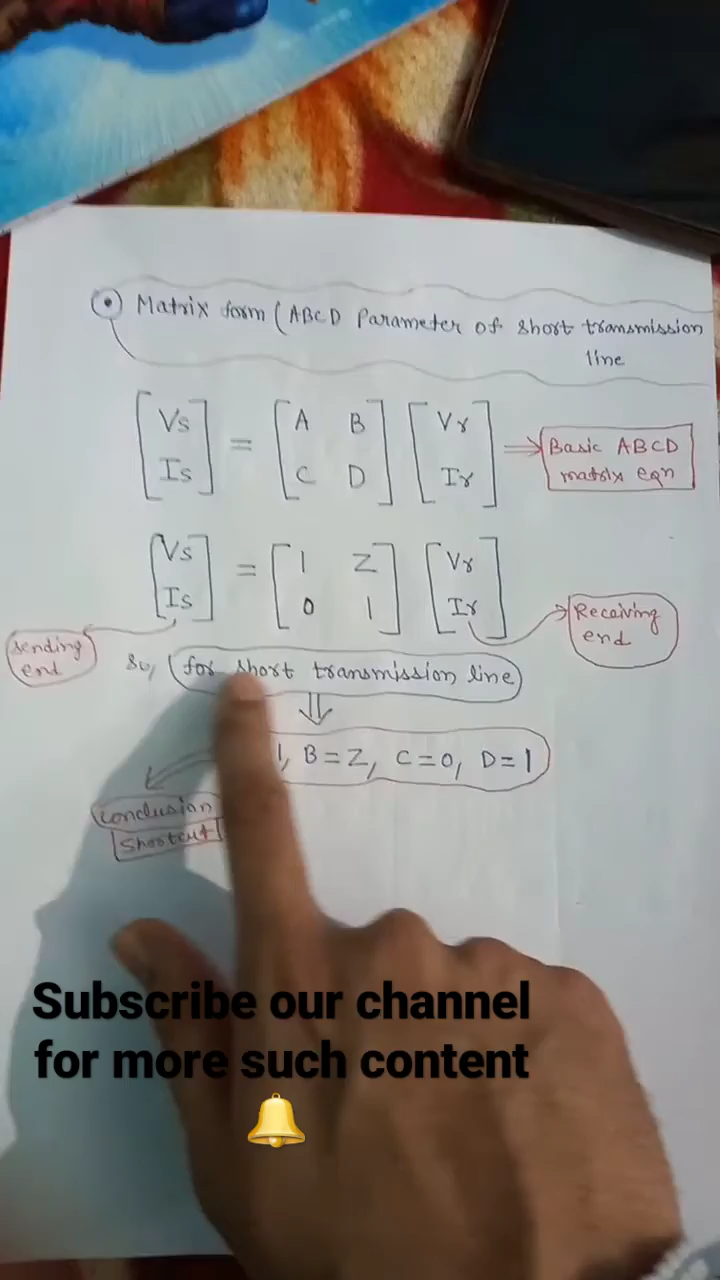 Matrix form (ABCD Parameter of short transmission
line
[Vs Is] = [A B C D] [Vr Ir] ⇒ Basic ABCD
matrix eqn
[Vs Is] = [1 Z 0 1] [Vr Ir]
Receiving
end
sending
end
so, for short transmission line
⇓
1, B=Z, C=0, D=1
Conclusion
Shortcut
Subscribe our channel
for more such content
🔔